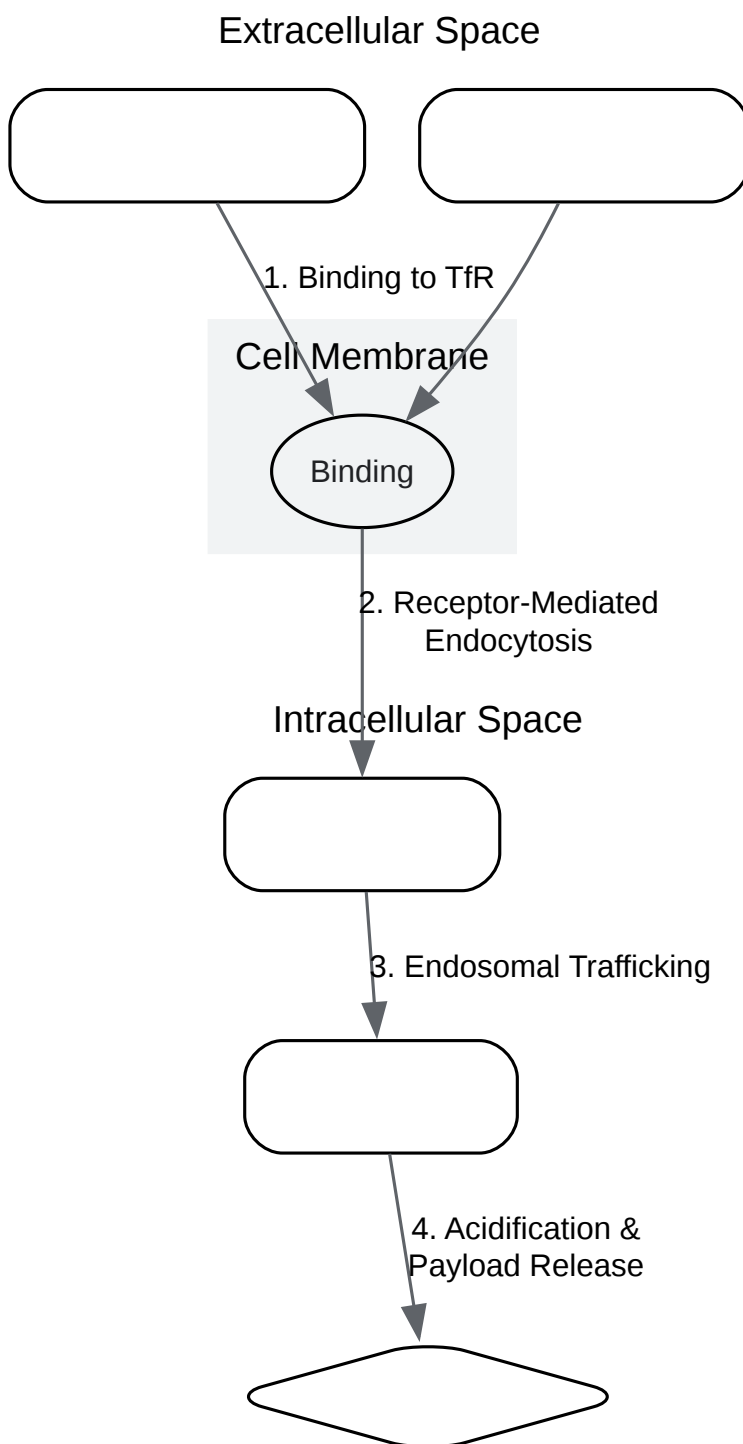 Extracellular Space
1. Binding to TfR
Cell Membrane
Binding
2. Receptor-Mediated
Endocytosis
Intracellular Space
3. Endosomal Trafficking
4. Acidification &
Payload Release